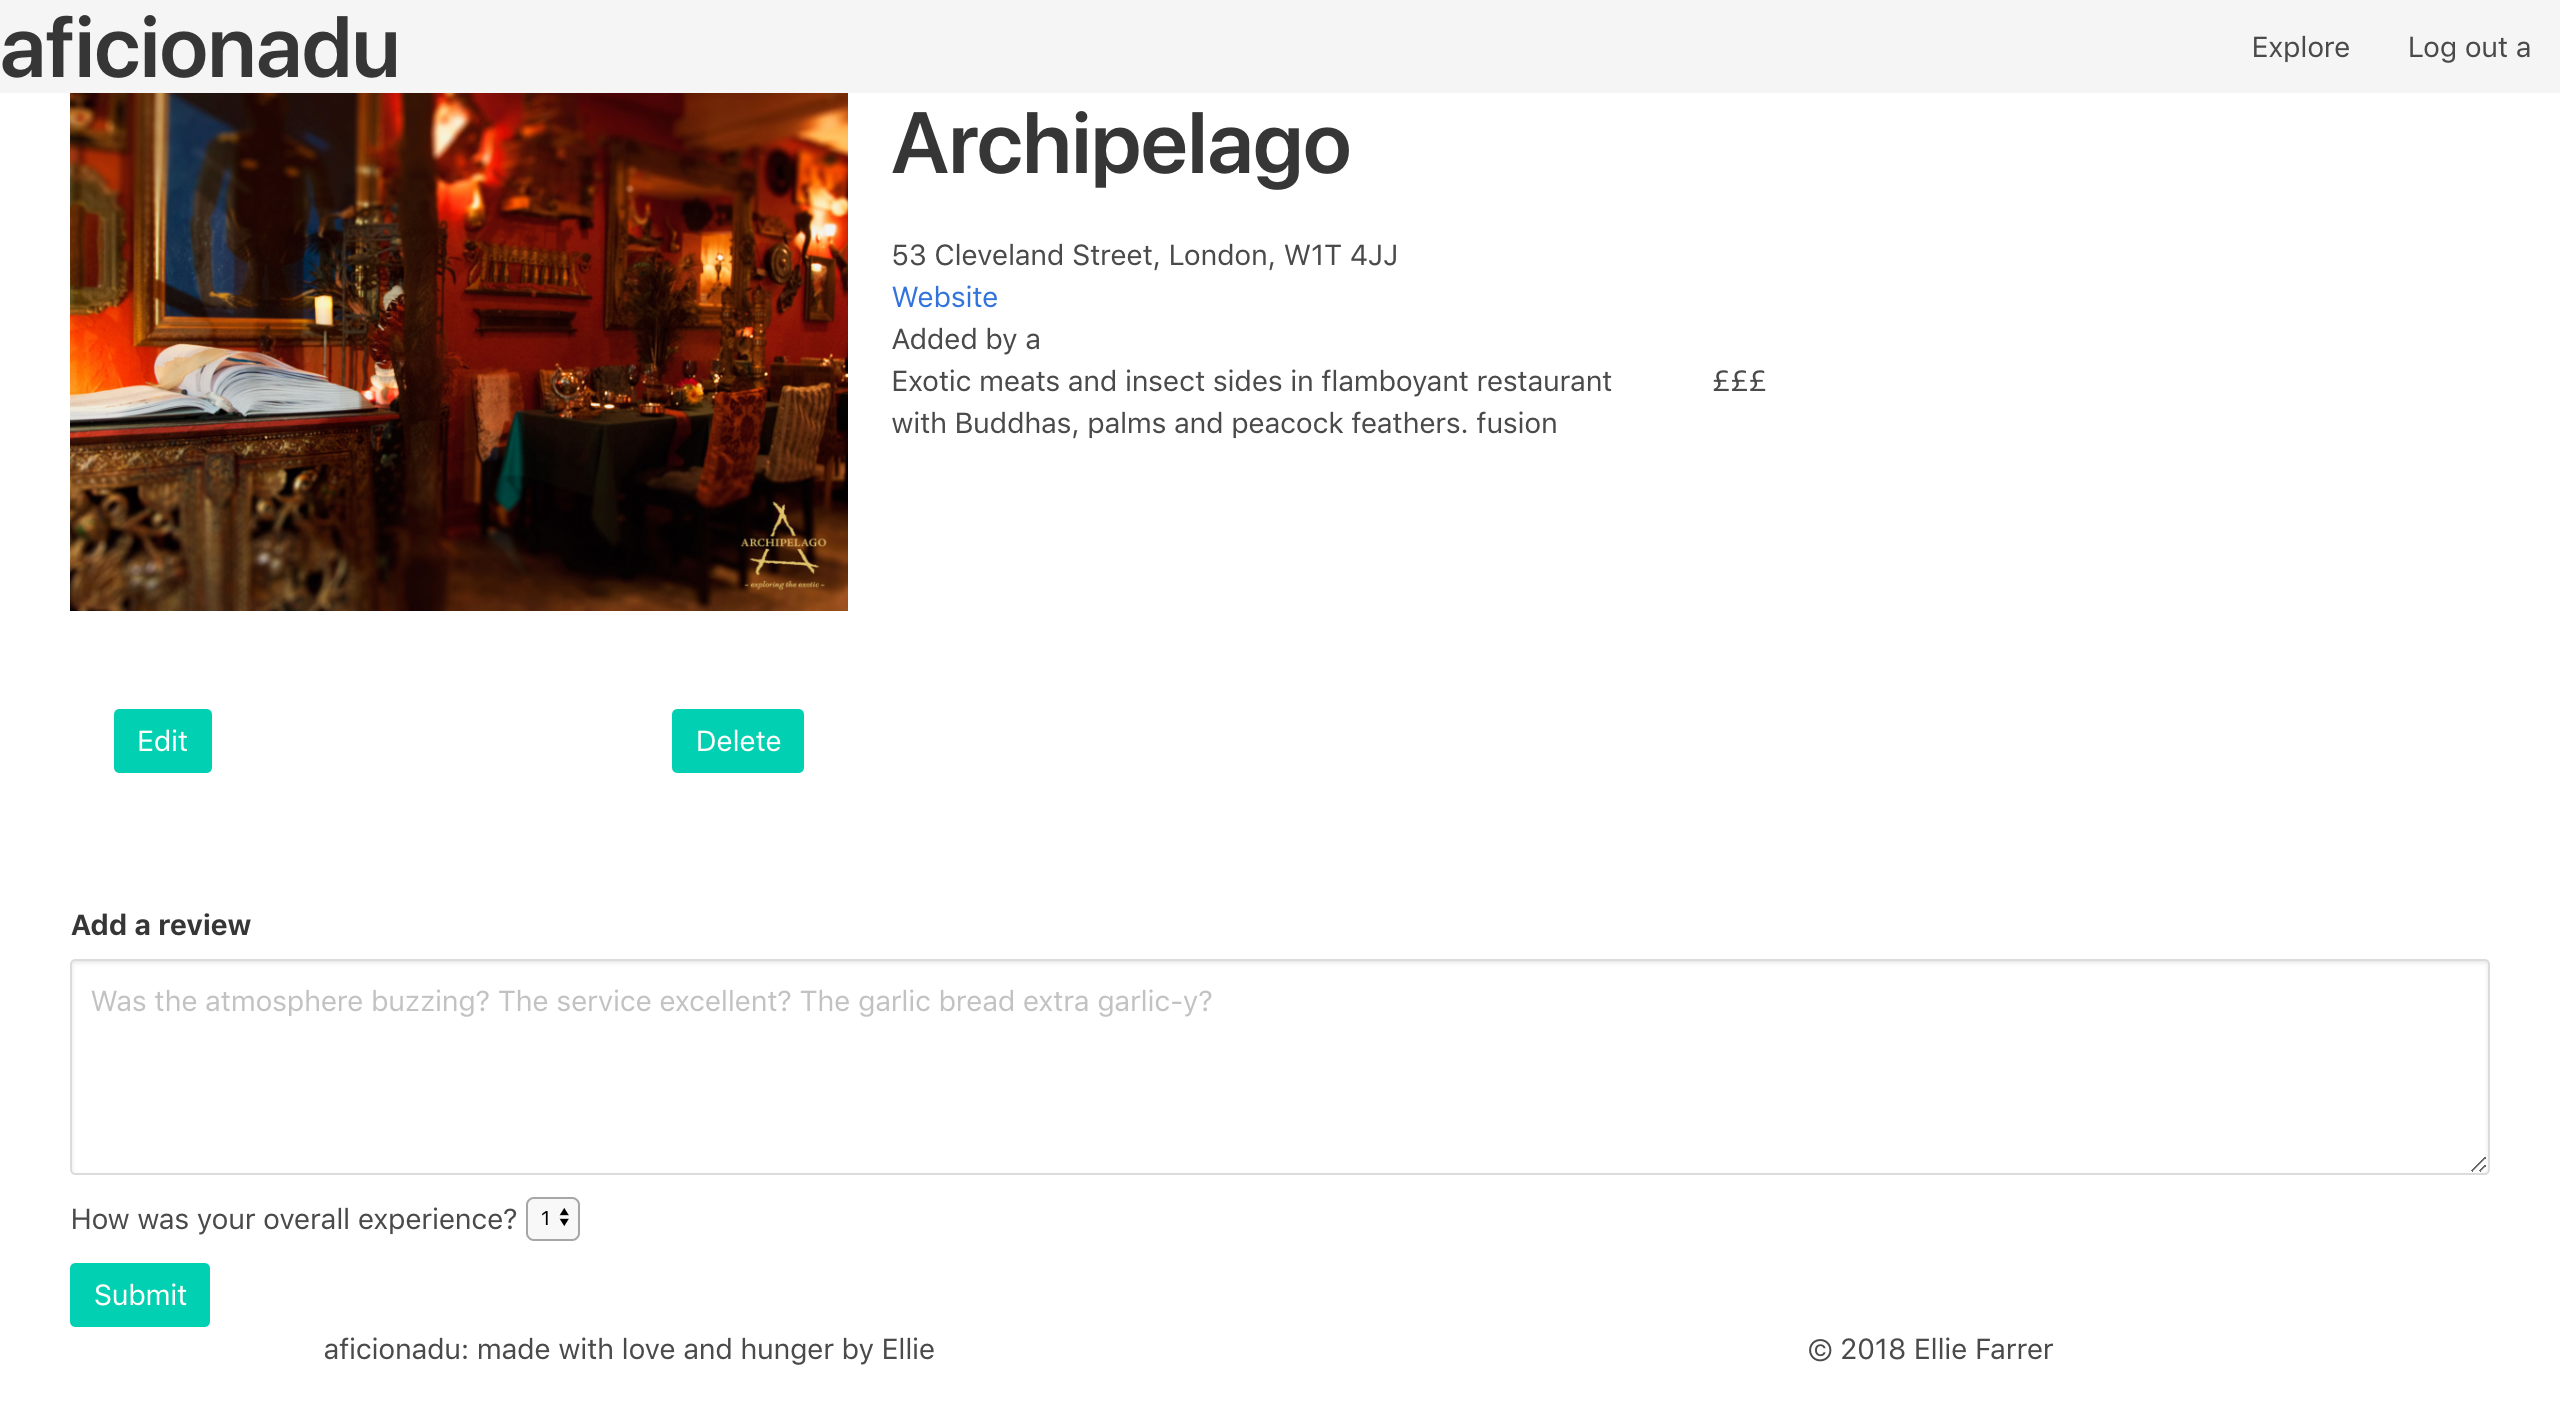 aficionadu
Explore
Log out a
Archipelago
53 Cleveland Street, London, W1T 4JJ
Website
Added by a
Exotic meats and insect sides in flamboyant restaurant
with Buddhas, palms and peacock feathers. fusion
£££
ARCHIPELAGO
- exploring the exotic -
Edit
Delete
Add a review
Was the atmosphere buzzing? The service excellent? The garlic bread extra garlic-y?
How was your overall experience? 1
Submit
aficionadu: made with love and hunger by Ellie
© 2018 Ellie Farrer